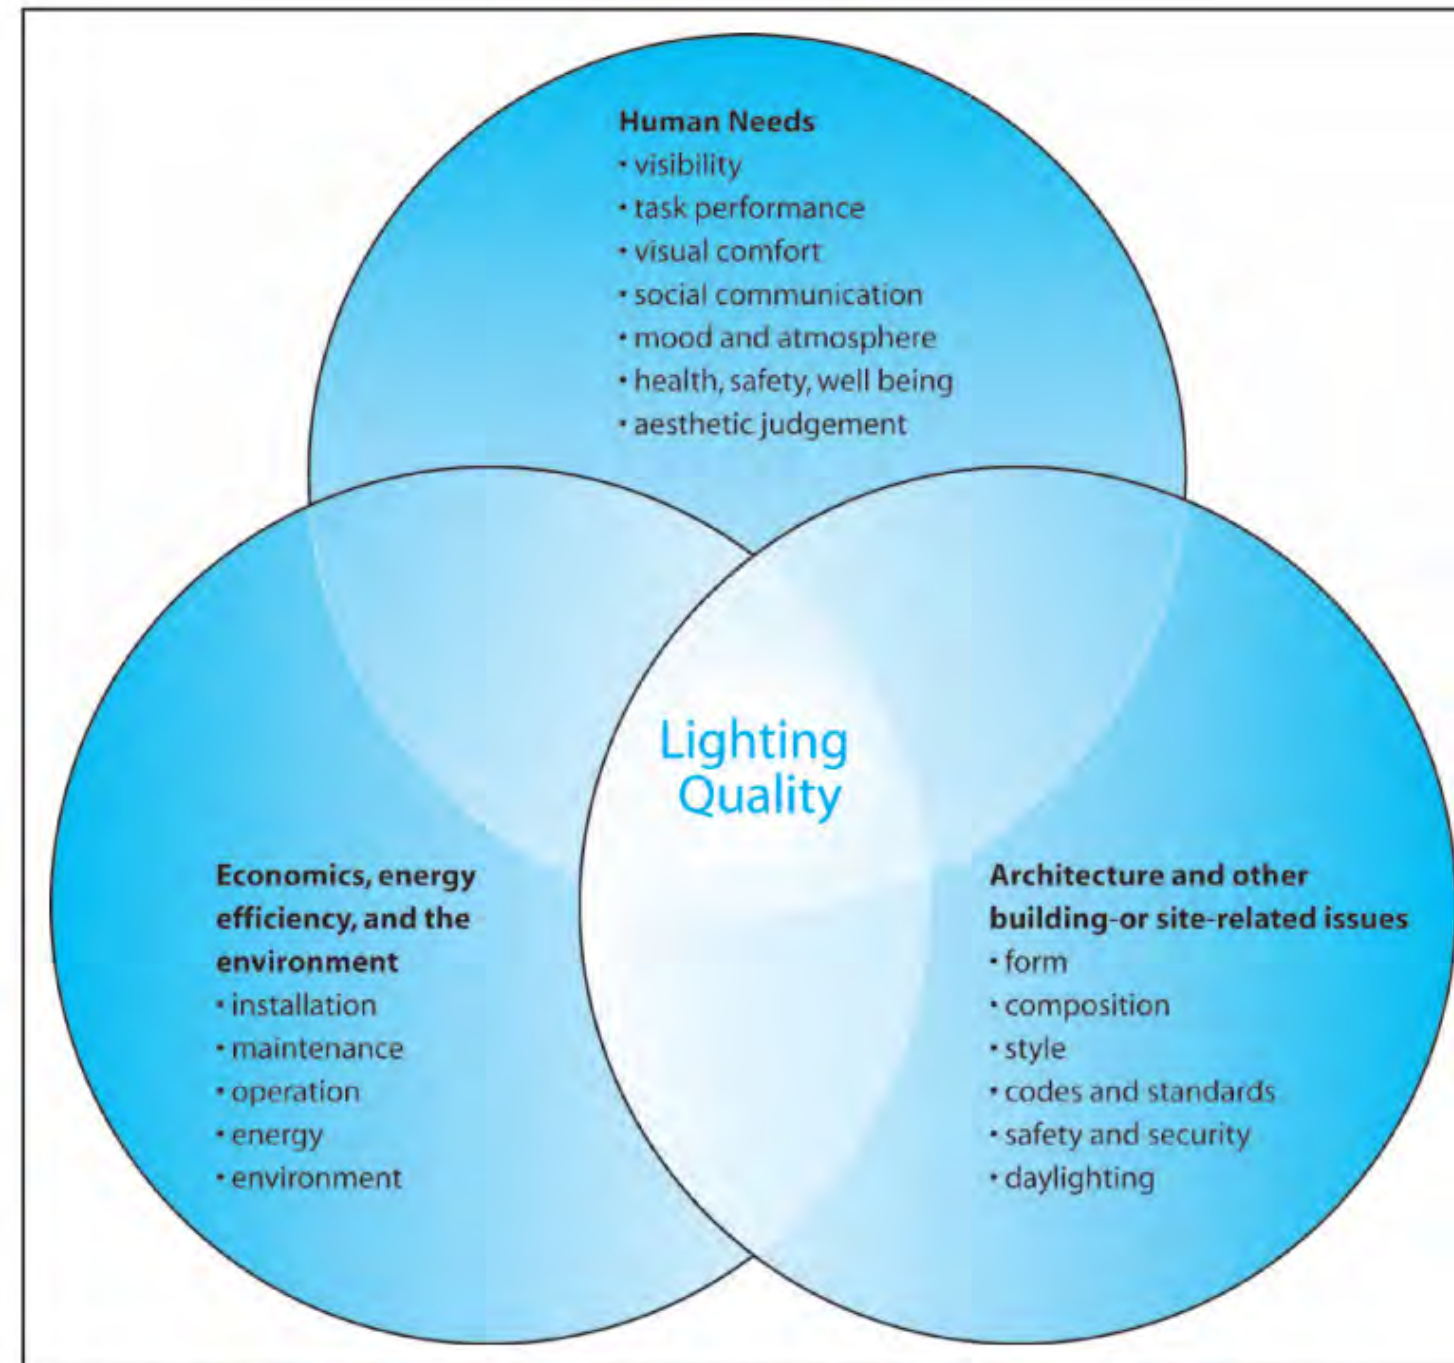 Human Needs
• visibility
• task performance
• visual comfort
• social communication
• mood and atmosphere
• health, safety, well being
• aesthetic judgement
Lighting
Quality
Economics, energy
efficiency, and the
environment
• installation
• maintenance
• operation
• energy
• environment
Architecture and other
building-or site-related issues
• form
• composition
• style
• codes and standards
• safety and security
• daylighting